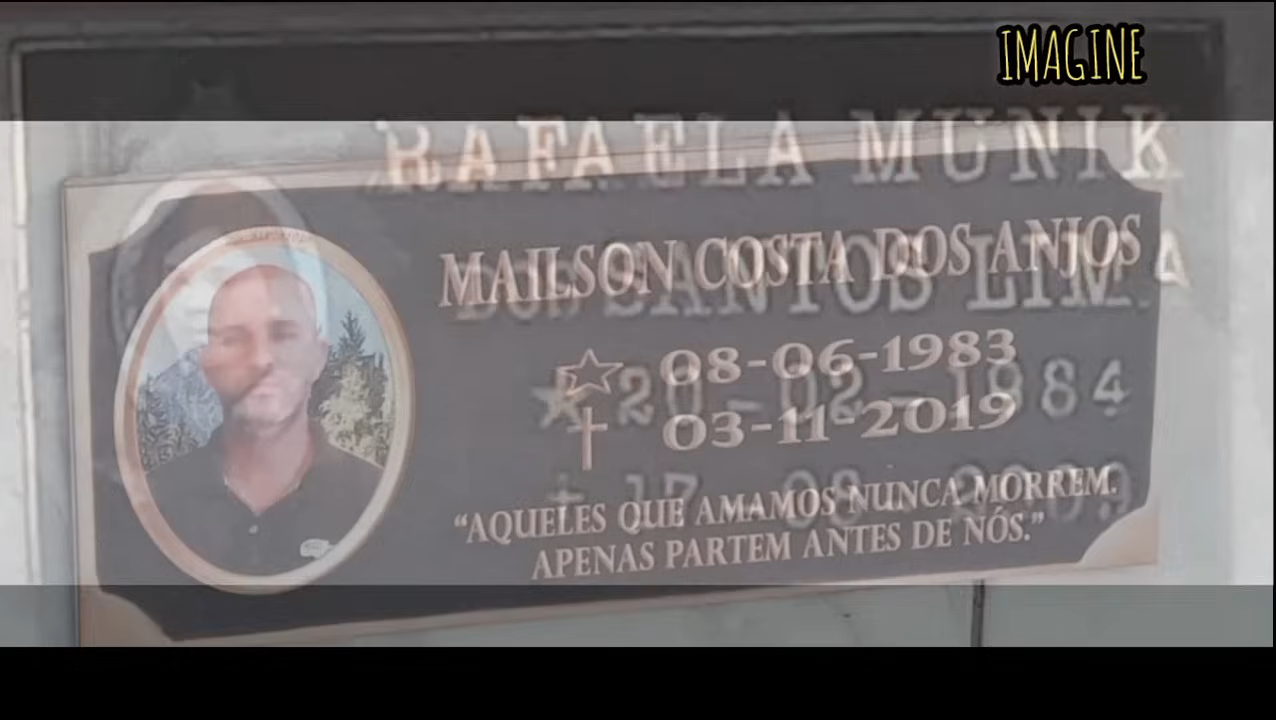 IMAGINE
RAFAELA MUNIK
DOS SANTOS LIMA
20-02-1984
MAILSON COSTA DOS ANJOS
08-06-1983
03-11-2019
“AQUELES QUE AMAMOS NUNCA MORREM.
APENAS PARTEM ANTES DE NÓS.”